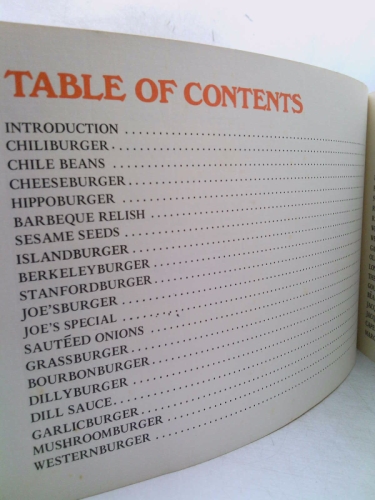 TABLE OF CONTENTS
INTRODUCTION
CHILIBURGER
CHILE BEANS
CHEESEBURGER
HIPPOBURGER
BARBEQUE RELISH
SESAME SEEDS
ISLANDBURGER
BERKELEYBURGER
STANFORDBURGER
JOE'SBURGER
JOE'S SPECIAL
SAUTÉED ONIONS
GRASSBURGER
BOURBONBURGER
DILLYBURGER
DILL SAUCE
GARLICBURGER
MUSHROOMBURGER
WESTERNBURGER